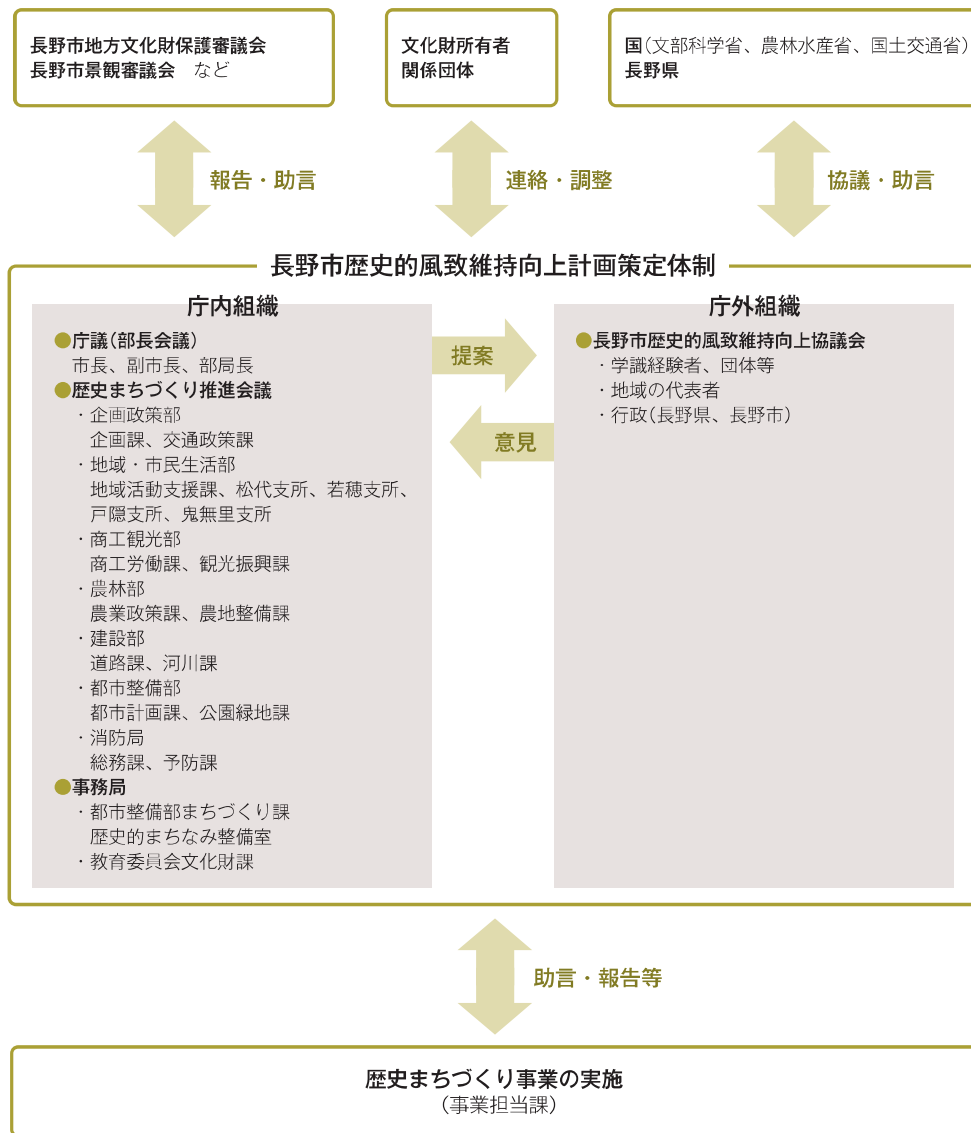 長野市地方文化財保護審議会
長野市景観審議会　など
文化財所有者
関係団体
国(文部科学省、農林水産省、国土交通省)
長野県
報告・助言
連絡・調整
協議・助言
長野市歴史的風致維持向上計画策定体制
庁内組織
●庁議(部長会議)
市長、副市長、部局長
●歴史まちづくり推進会議
・企画政策部
企画課、交通政策課
・地域・市民生活部
地域活動支援課、松代支所、若穂支所、
戸隠支所、鬼無里支所
・商工観光部
商工労働課、観光振興課
・農林部
農業政策課、農地整備課
・建設部
道路課、河川課
・都市整備部
都市計画課、公園緑地課
・消防局
総務課、予防課
●事務局
・都市整備部まちづくり課
歴史的まちなみ整備室
・教育委員会文化財課
提案
意見
庁外組織
●長野市歴史的風致維持向上協議会
・学識経験者、団体等
・地域の代表者
・行政(長野県、長野市)
助言・報告等
歴史まちづくり事業の実施
(事業担当課)